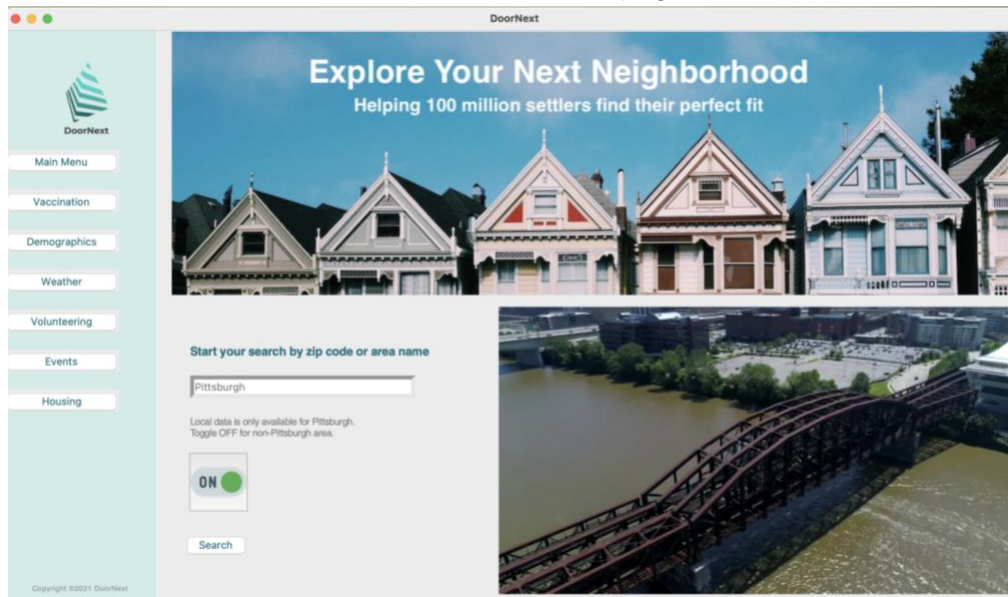 DoorNext
DoorNext
Main Menu
Vaccination
Demographics
Weather
Volunteering
Events
Housing
Copyright ©2021 DoorNext
Explore Your Next Neighborhood
Helping 100 million settlers find their perfect fit
Start your search by zip code or area name
Pittsburgh
Local data is only available for Pittsburgh.
Toggle OFF for non-Pittsburgh area.
ON
Search